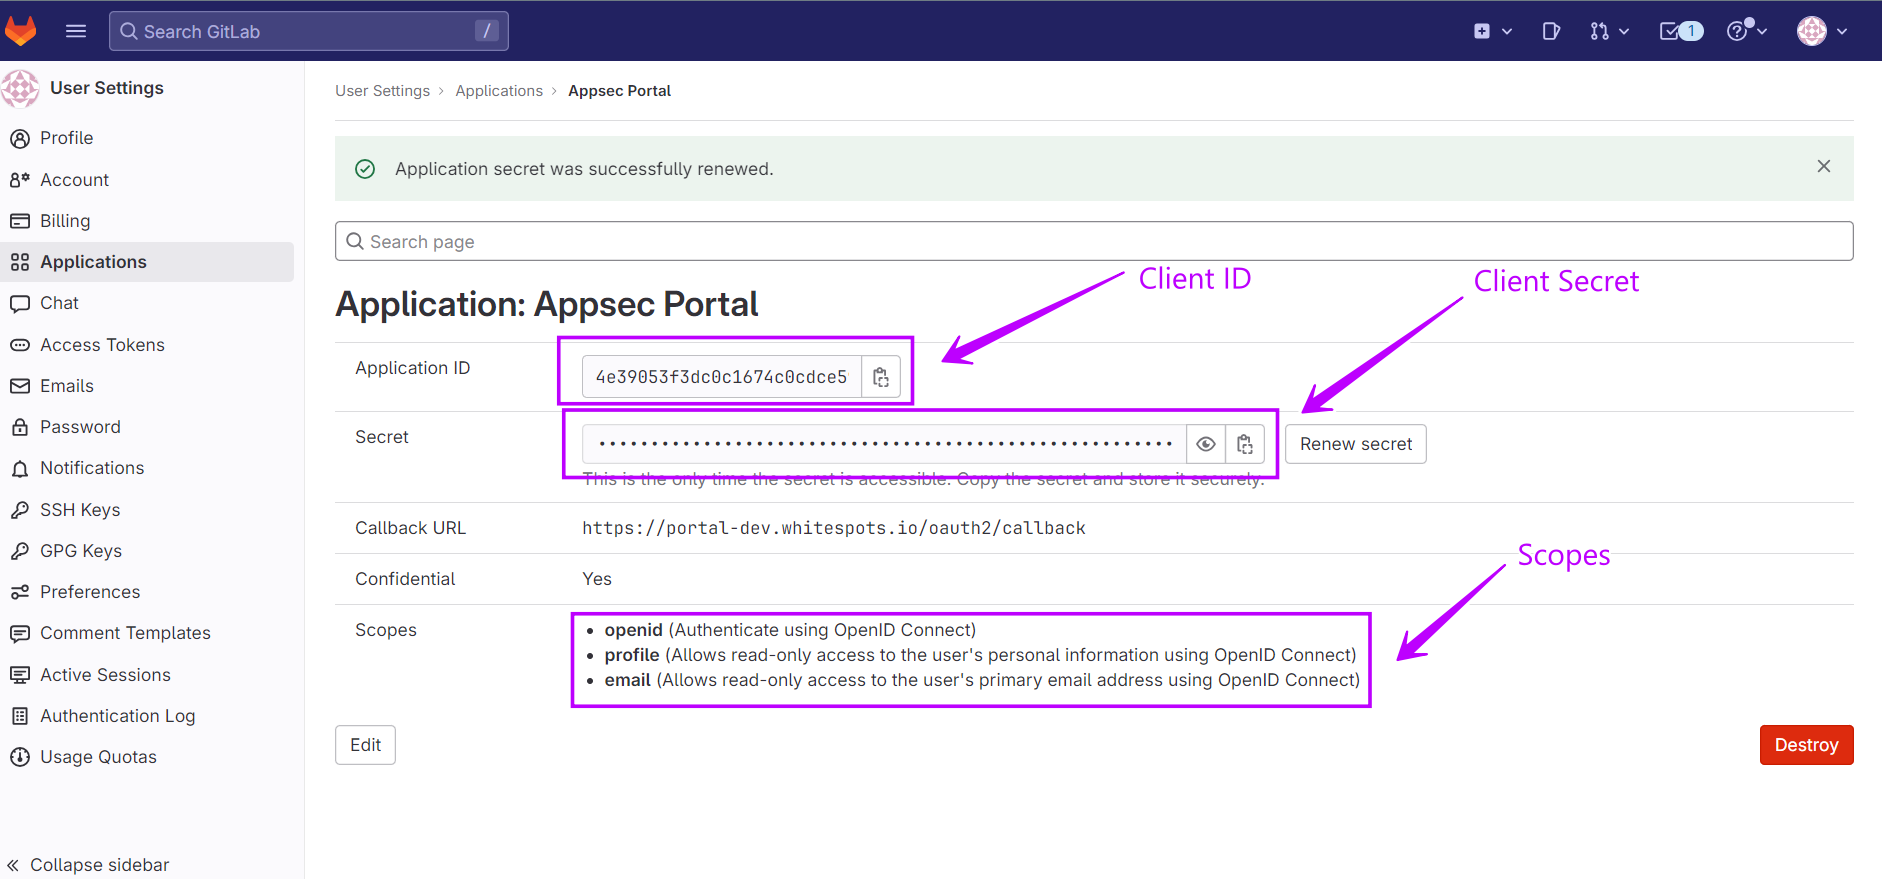 Search GitLab
/
1
User Settings
Profile
Account
Billing
Applications
Chat
Access Tokens
Emails
Password
Notifications
SSH Keys
GPG Keys
Preferences
Comment Templates
Active Sessions
Authentication Log
Usage Quotas
Collapse sidebar
User Settings › Applications › Appsec Portal
Application secret was successfully renewed.
Search page
Client ID
Client Secret
Application: Appsec Portal
Application ID
4e39053f3dc0c1674c0cdce5
Secret
••••••••••••••••••••••••••••••••••••••••••••••••••••••••
Renew secret
This is the only time the secret is accessible. Copy the secret and store it securely.
Callback URL
https://portal-dev.whitespots.io/oauth2/callback
Scopes
Confidential
Yes
Scopes
• openid (Authenticate using OpenID Connect)
• profile (Allows read-only access to the user's personal information using OpenID Connect)
• email (Allows read-only access to the user's primary email address using OpenID Connect)
Edit
Destroy